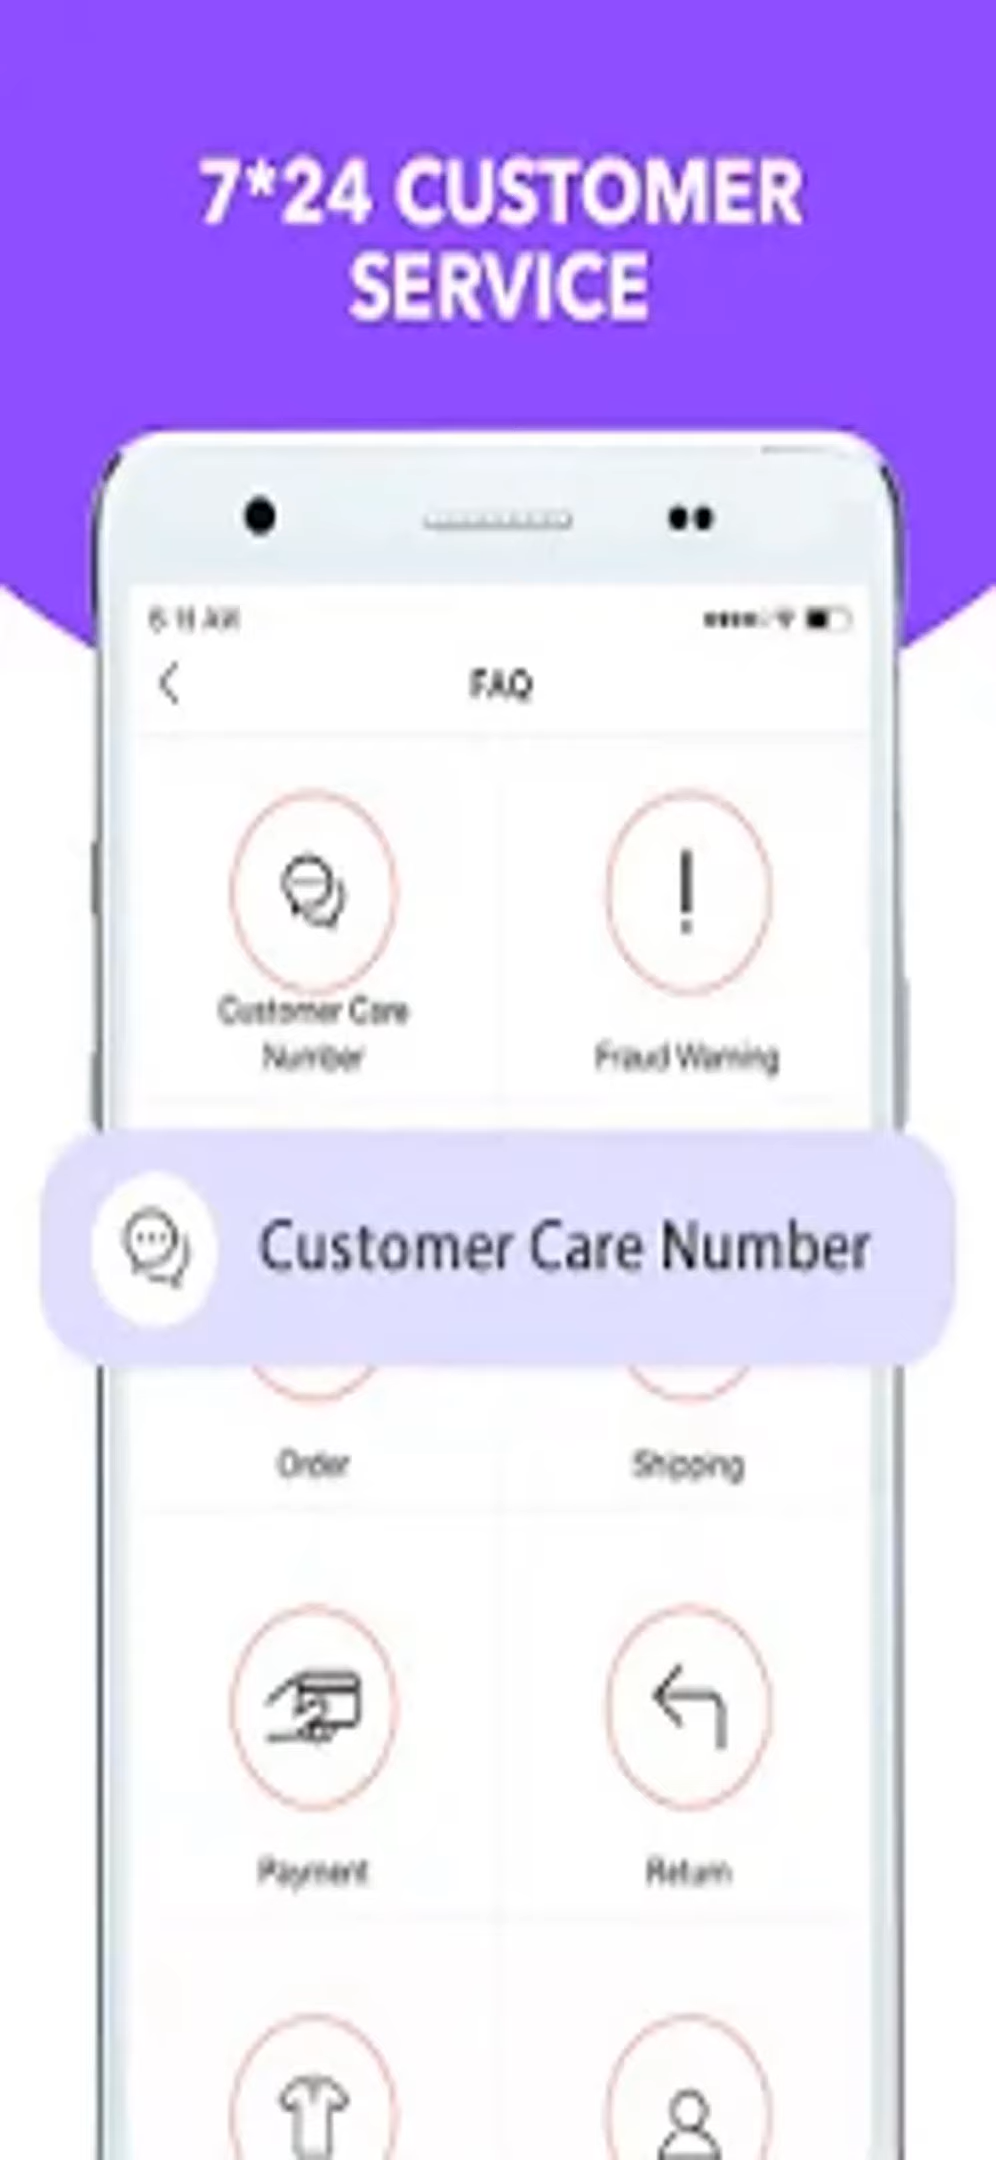 7*24 CUSTOMER
SERVICE
FAQ
Customer Care
Number
Fraud Warning
Customer Care Number
Order
Shipping
Payment
Return